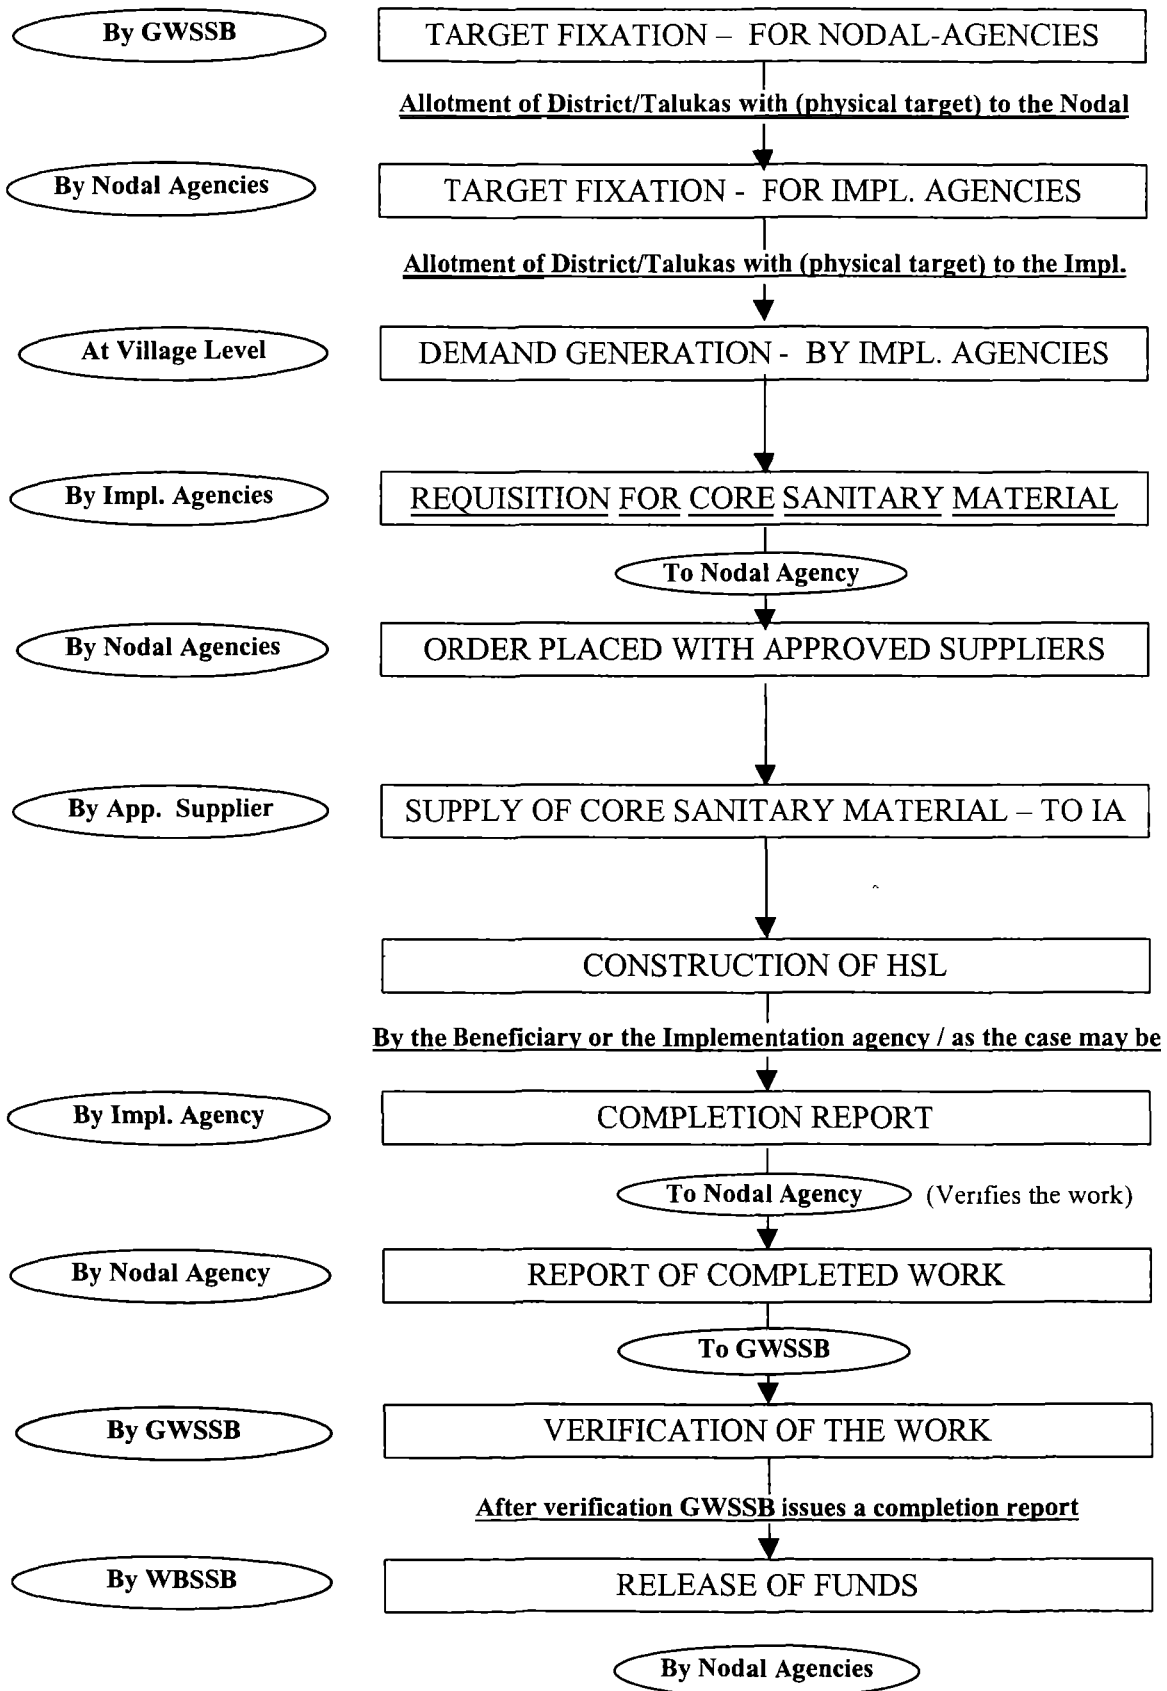 By GWSSB
TARGET FIXATION – FOR NODAL-AGENCIES
Allotment of District/Talukas with (physical target) to the Nodal
By Nodal Agencies
TARGET FIXATION - FOR IMPL. AGENCIES
Allotment of District/Talukas with (physical target) to the Impl.
At Village Level
DEMAND GENERATION - BY IMPL. AGENCIES
By Impl. Agencies
REQUISITION FOR CORE SANITARY MATERIAL
To Nodal Agency
By Nodal Agencies
ORDER PLACED WITH APPROVED SUPPLIERS
By App. Supplier
SUPPLY OF CORE SANITARY MATERIAL – TO IA
CONSTRUCTION OF HSL
By the Beneficiary or the Implementation agency / as the case may be
By Impl. Agency
COMPLETION REPORT
To Nodal Agency (Verifies the work)
By Nodal Agency
REPORT OF COMPLETED WORK
To GWSSB
By GWSSB
VERIFICATION OF THE WORK
After verification GWSSB issues a completion report
By WBSSB
RELEASE OF FUNDS
By Nodal Agencies